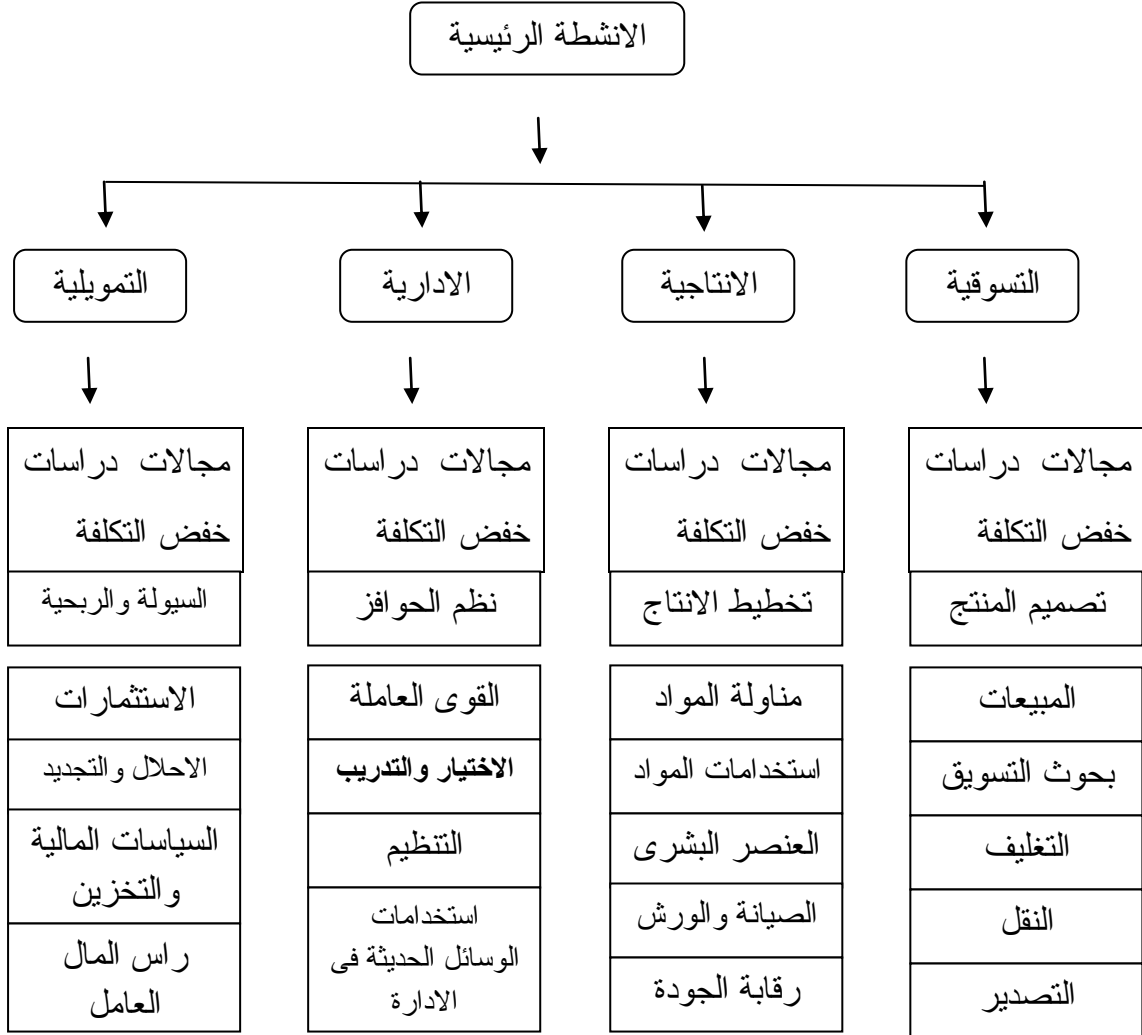 الانشطة الرئيسية
التسوقية
الانتاجية
الادارية
التمويلية
مجالات دراسات
خفض التكلفة
تصميم المنتج
المبيعات
بحوث التسويق
التغليف
النقل
التصدير
مجالات دراسات
خفض التكلفة
تخطيط الانتاج
مناولة المواد
استخدامات المواد
العنصر البشرى
الصيانة والورش
رقابة الجودة
مجالات دراسات
خفض التكلفة
نظم الحوافز
القوى العاملة
الاختيار والتدريب
التنظيم
استخدامات
الوسائل الحديثة فى
الادارة
مجالات دراسات
خفض التكلفة
السيولة والربحية
الاستثمارات
الاحلال والتجديد
السياسات المالية
والتخزين
راس المال
العامل